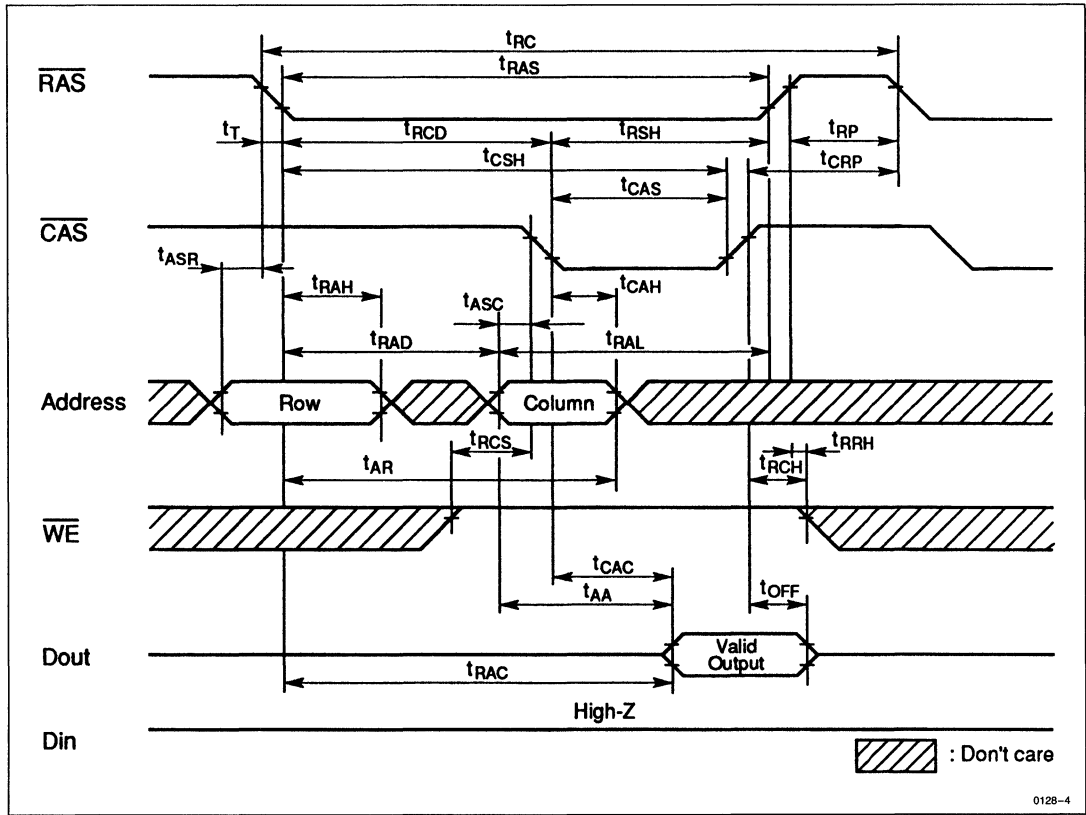 tRC
RAS
tRAS
tT
tRCD
tRSH
tRP
tCSH
tCRP
tCAS
CAS
tASR
tRAH
tASC
tCAH
tRAD
tRAL
Address
Row
Column
tRCS
tRRH
tAR
tRCH
WE
tCAC
tAA
tOFF
Dout
Valid
Output
tRAC
High-Z
Din
: Don't care
0128-4